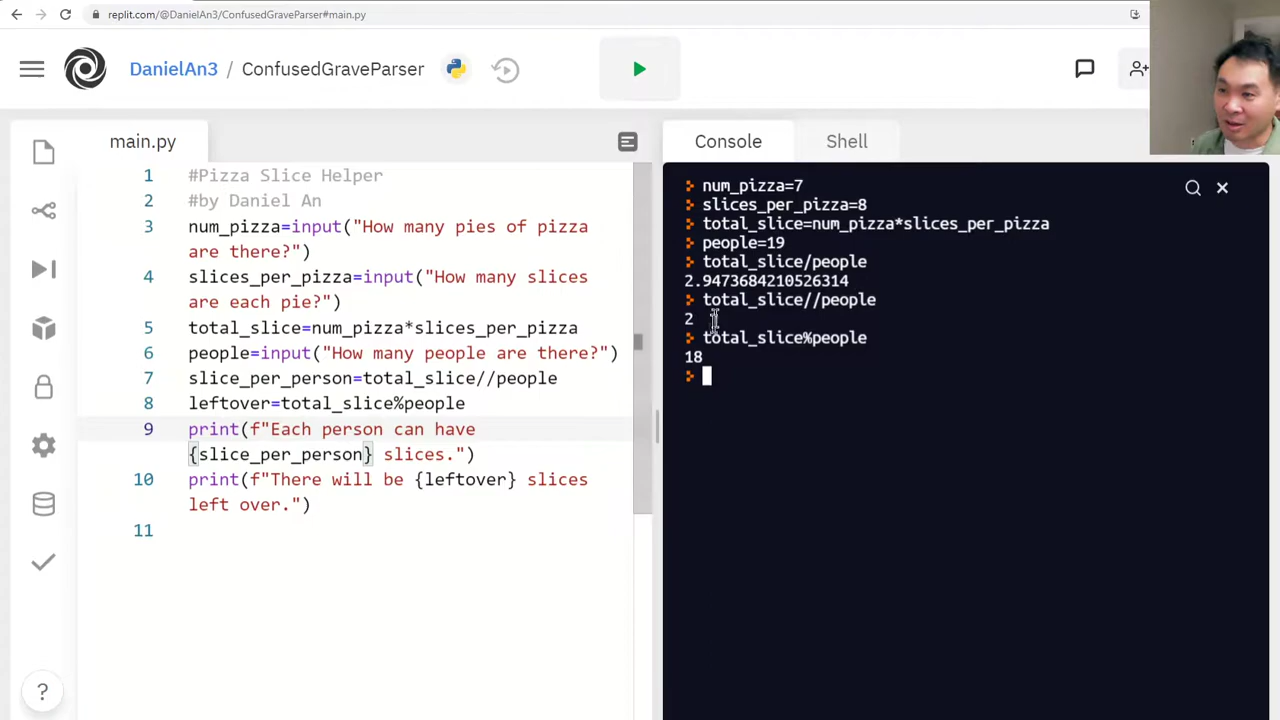 replit.com/@DanielAn3/ConfusedGraveParser#main.py
DanielAn3 / ConfusedGraveParser
main.py
Console
Shell
1 #Pizza Slice Helper
2 #by Daniel An
3 num_pizza=input("How many pies of pizza
are there?")
4 slices_per_pizza=input("How many slices
are each pie?")
5 total_slice=num_pizza*slices_per_pizza
6 people=input("How many people are there?")
7 slice_per_person=total_slice//people
8 leftover=total_slice%people
9 print(f"Each person can have
{slice_per_person} slices.")
10 print(f"There will be {leftover} slices
left over.")
11
num_pizza=7
slices_per_pizza=8
total_slice=num_pizza*slices_per_pizza
people=19
total_slice/people
2.9473684210526314
total_slice//people
2
total_slice%people
18
?